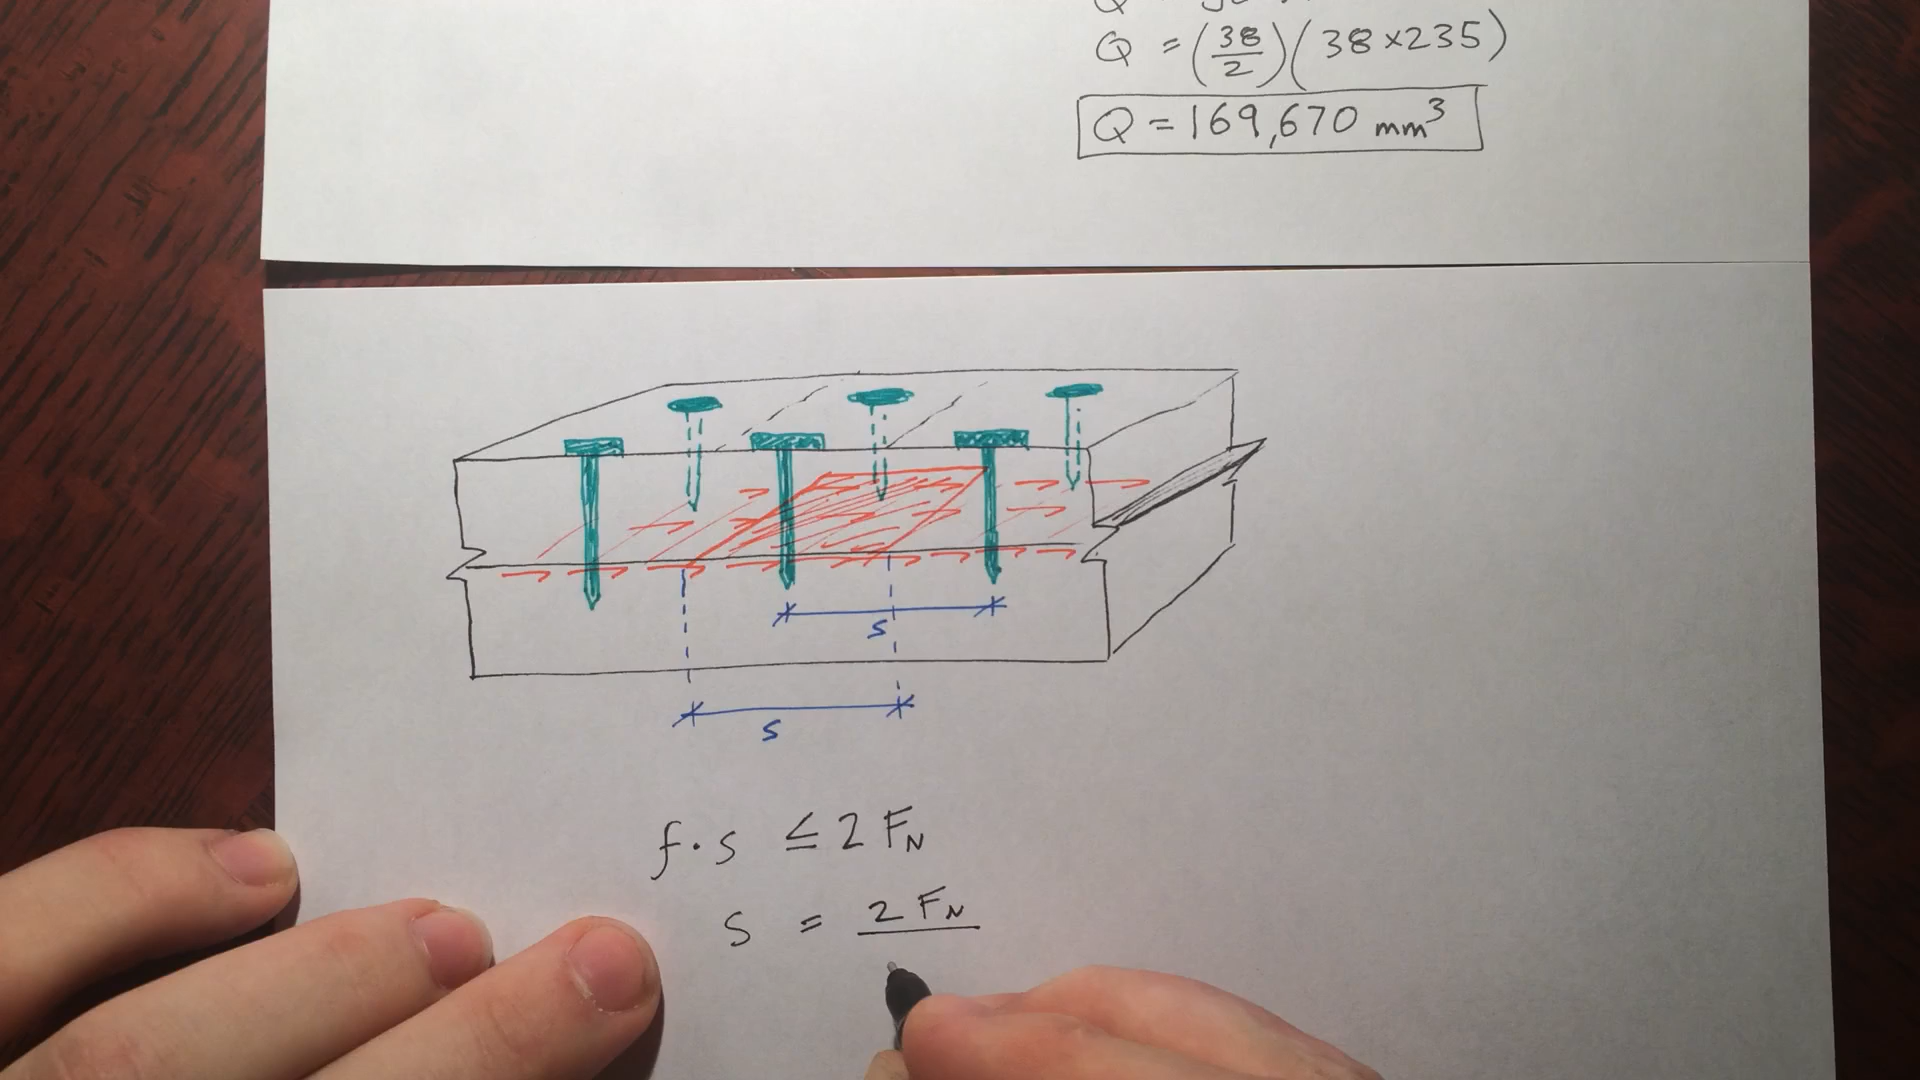 Q = (38/2)(38×235)
Q = 169,670 mm³
s
s
f·s ≤ 2 F_N
s = 2 F_N